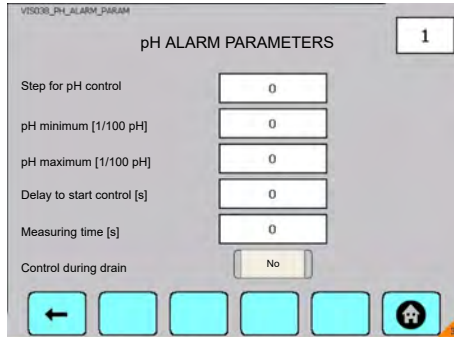 VIS038_PH_ALARM_PARAM
pH ALARM PARAMETERS
1
Step for pH control 0
pH minimum [1/100 pH] 0
pH maximum [1/100 pH] 0
Delay to start control [s] 0
Measuring time [s] 0
Control during drain No